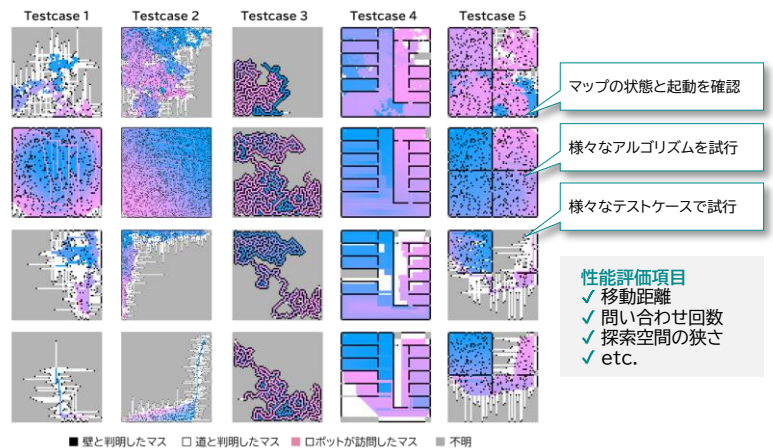 Testcase 1
Testcase 2
Testcase 3
Testcase 4
Testcase 5
マップの状態と起動を確認
様々なアルゴリズムを試行
様々なテストケースで試行
性能評価項目
✓ 移動距離
✓ 問い合わせ回数
✓ 探索空間の狭さ
✓ etc.
■ 壁と判明したマス □ 道と判明したマス ■ ロボットが訪問したマス ■ 不明